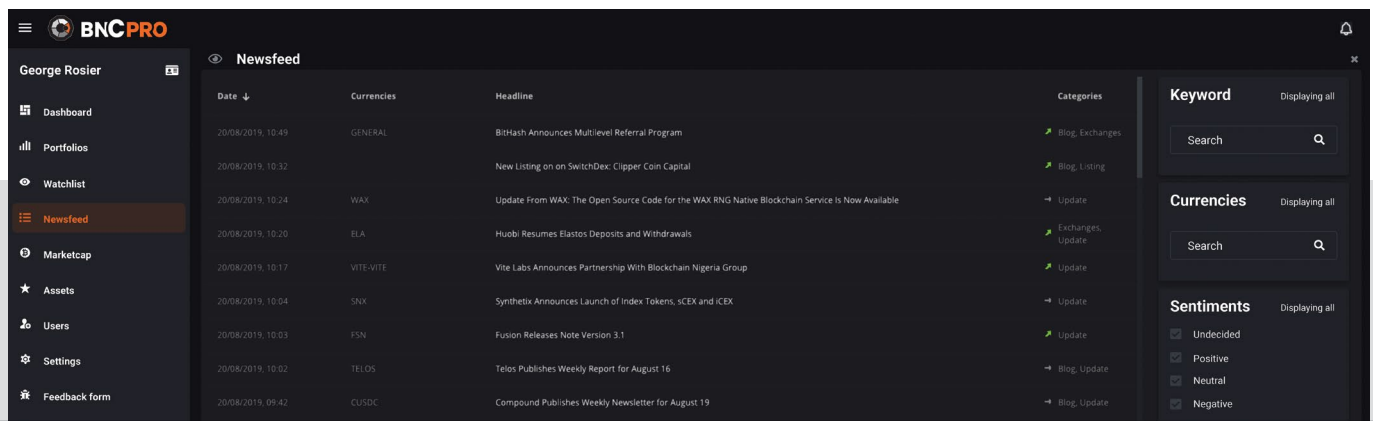 BNCPRO
George Rosier
Dashboard
Portfolios
Watchlist
Newsfeed
Marketcap
Assets
Users
Settings
Feedback form
Newsfeed
Date ↓ Currencies Headline Categories
20/08/2019, 10:49 GENERAL BitHash Announces Multilevel Referral Program Blog, Exchanges
20/08/2019, 10:32 New Listing on on SwitchDex: Clipper Coin Capital Blog, Listing
20/08/2019, 10:24 WAX Update From WAX: The Open Source Code for the WAX RNG Native Blockchain Service Is Now Available Update
20/08/2019, 10:20 ELA Huobi Resumes Elastos Deposits and Withdrawals Exchanges,
Update
20/08/2019, 10:17 VITE-VITE Vite Labs Announces Partnership With Blockchain Nigeria Group Update
20/08/2019, 10:04 SNX Synthetix Announces Launch of Index Tokens, sCEX and iCEX Update
20/08/2019, 10:03 FSN Fusion Releases Note Version 3.1 Update
20/08/2019, 10:02 TELOS Telos Publishes Weekly Report for August 16 Blog, Update
20/08/2019, 09:42 CUSDC Compound Publishes Weekly Newsletter for August 19 Blog, Update
Keyword Displaying all
Search
Currencies Displaying all
Search
Sentiments Displaying all
Undecided
Positive
Neutral
Negative